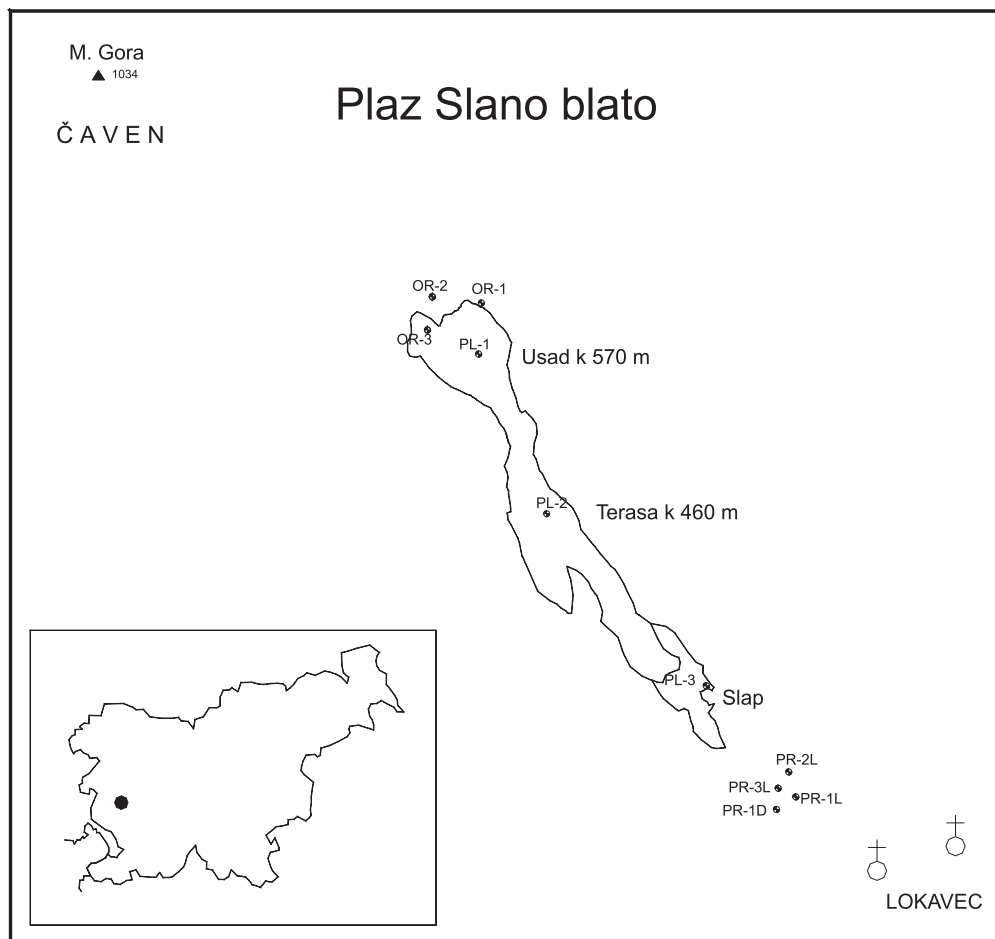 M. Gora
1034
Plaz Slano blato
ČAVEN
OR-2
OR-1
OR-3
PL-1
Usad k 570 m
PL-2
Terasa k 460 m
PL-3
Slap
PR-2L
PR-3L
PR-1L
PR-1D
LOKAVEC